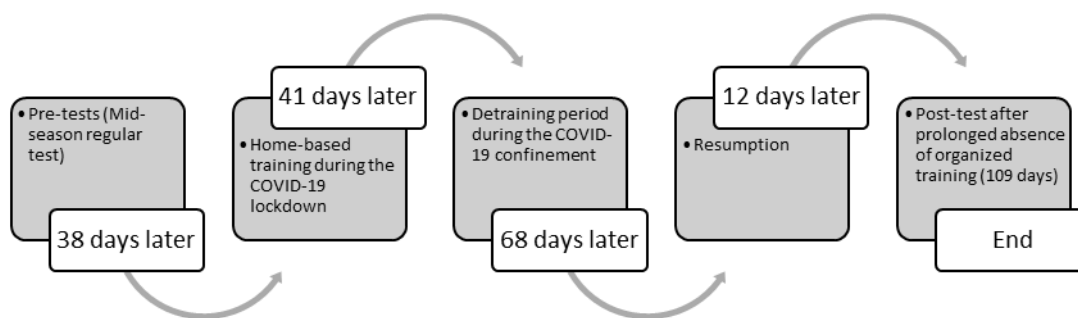 • Pre-tests (Mid-
season regular
test)
38 days later
41 days later
• Home-based
training during the
COVID-19
lockdown
• Detraining period
during the COVID-
19 confinement
68 days later
12 days later
• Resumption
• Post-test after
prolonged absence
of organized
training (109 days)
End